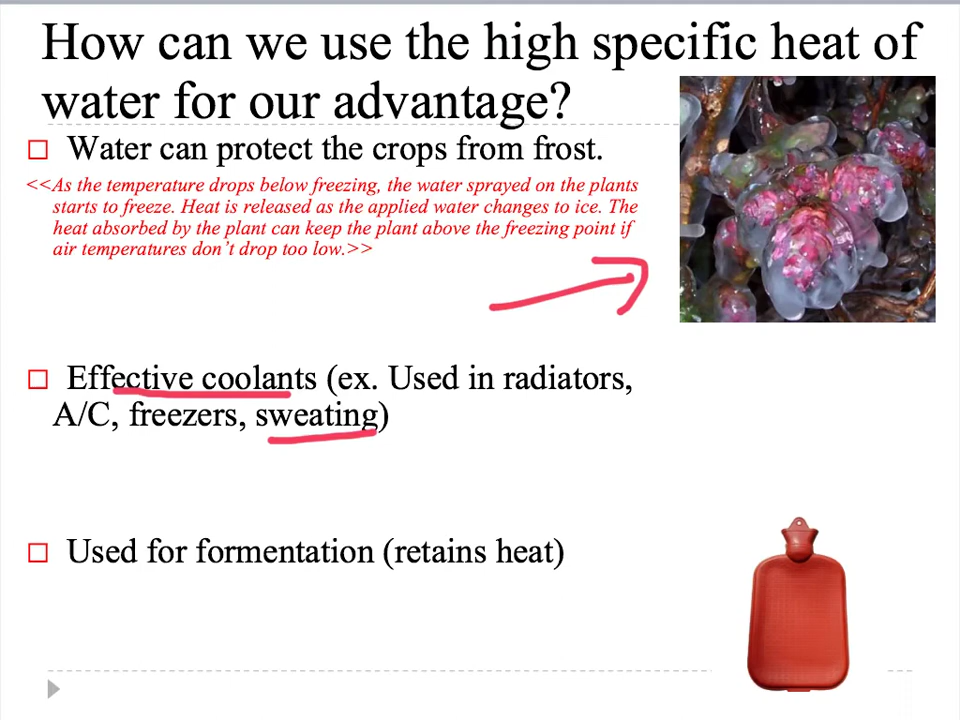 How can we use the high specific heat of
water for our advantage?
Water can protect the crops from frost.
<<As the temperature drops below freezing, the water sprayed on the plants
starts to freeze. Heat is released as the applied water changes to ice. The
heat absorbed by the plant can keep the plant above the freezing point if
air temperatures don't drop too low.>>
Effective coolants (ex. Used in radiators,
A/C, freezers, sweating)
Used for formentation (retains heat)